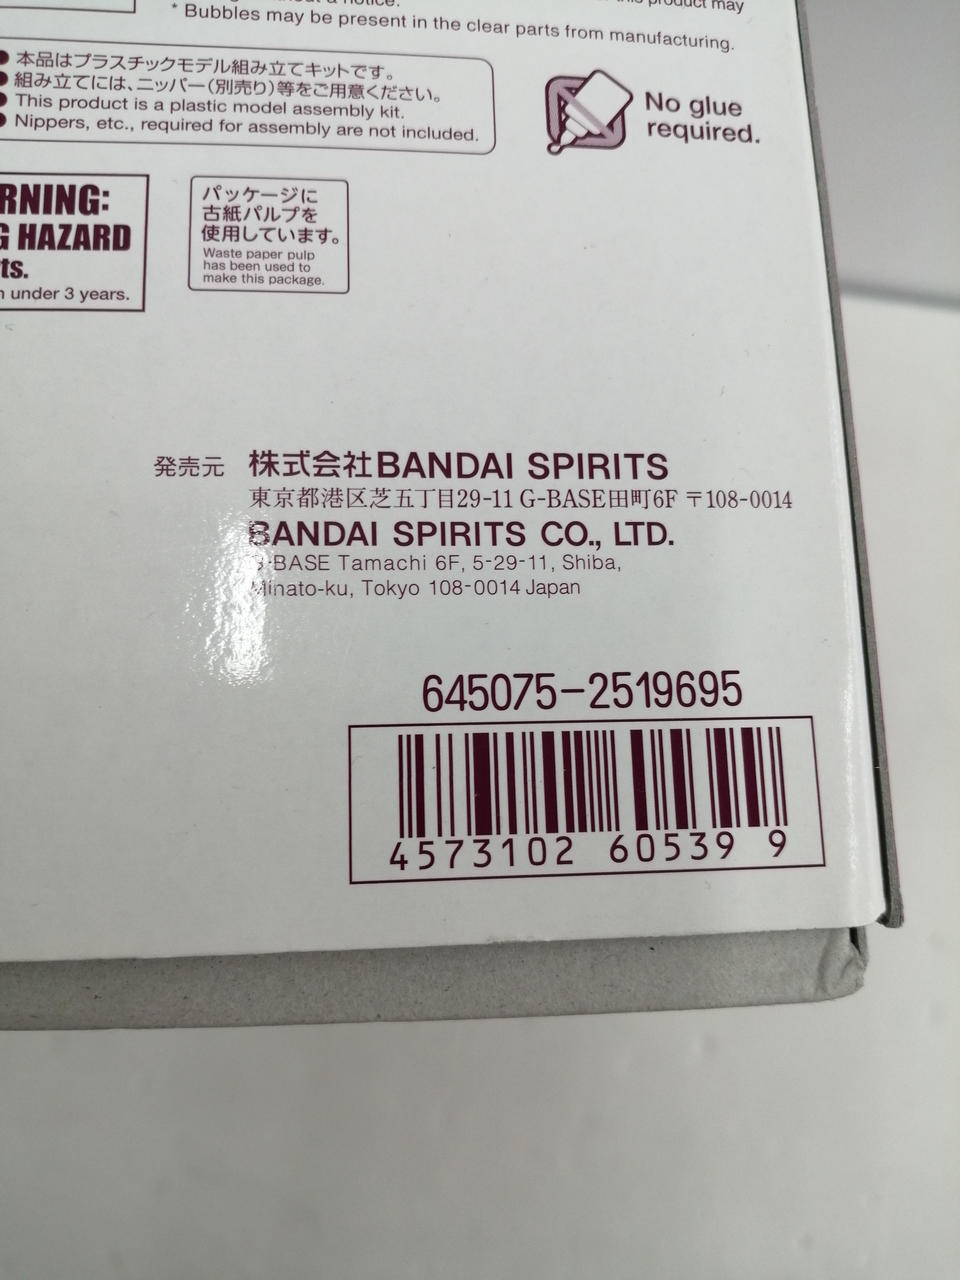 without a notice.
this product may
* Bubbles may be present in the clear parts from manufacturing.
● 本品はプラスチックモデル組み立てキットです。
● 組み立てには、ニッパー(別売り)等をご用意ください。
● This product is a plastic model assembly kit.
● Nippers, etc., required for assembly are not included.
No glue
required.
RNING:
G HAZARD
ts.
n under 3 years.
パッケージに
古紙パルプを
使用しています。
Waste paper pulp
has been used to
make this package.
発売元 株式会社BANDAI SPIRITS
東京都港区芝五丁目29-11 G-BASE田町6F 〒108-0014
BANDAI SPIRITS CO., LTD.
G-BASE Tamachi 6F, 5-29-11, Shiba,
Minato-ku, Tokyo 108-0014 Japan
645075-2519695
4573102 60539 9